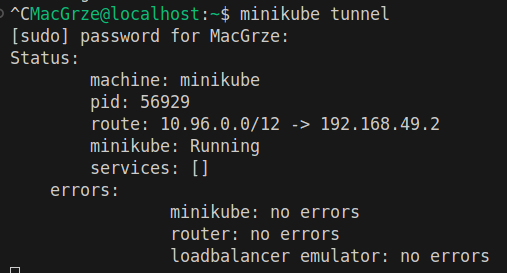 ^CMacGrze@localhost:~$ minikube tunnel
[sudo] password for MacGrze:
Status:
machine: minikube
pid: 56929
route: 10.96.0.0/12 -> 192.168.49.2
minikube: Running
services: []
errors:
minikube: no errors
router: no errors
loadbalancer emulator: no errors